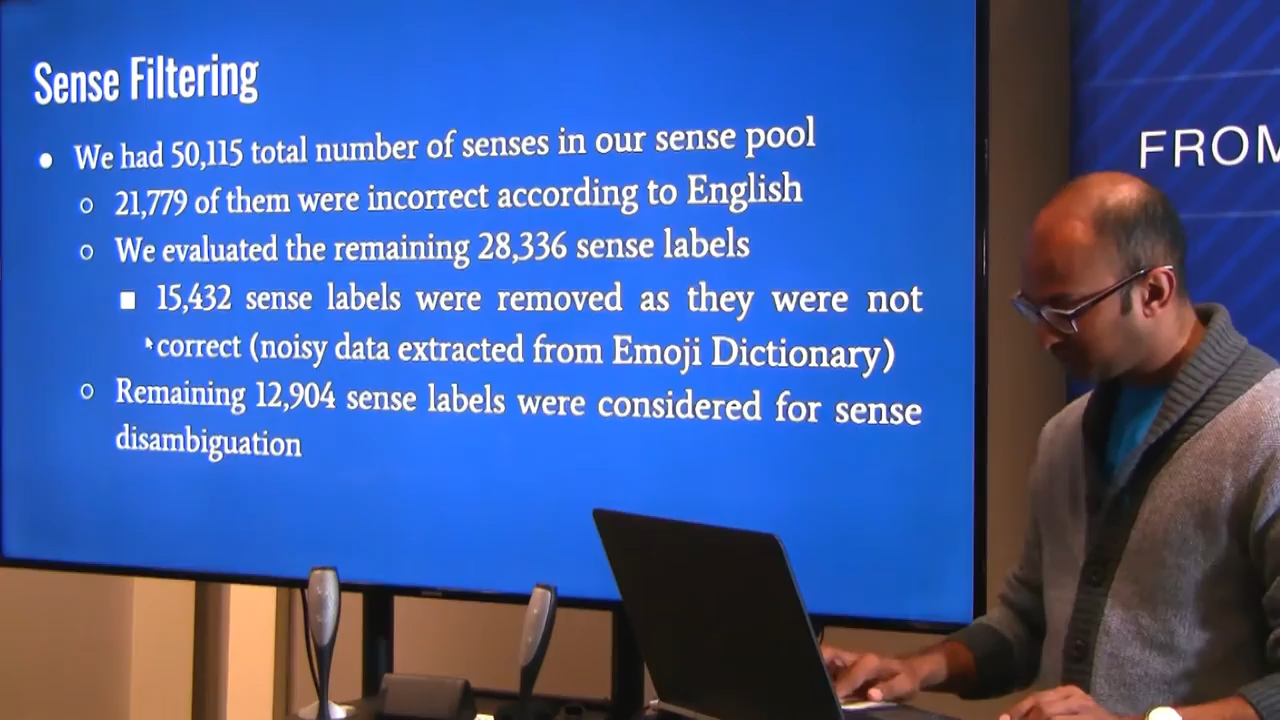 Sense Filtering
● We had 50,115 total number of senses in our sense pool
○ 21,779 of them were incorrect according to English
○ We evaluated the remaining 28,336 sense labels
■ 15,432 sense labels were removed as they were not
correct (noisy data extracted from Emoji Dictionary)
○ Remaining 12,904 sense labels were considered for sense
disambiguation
FROM